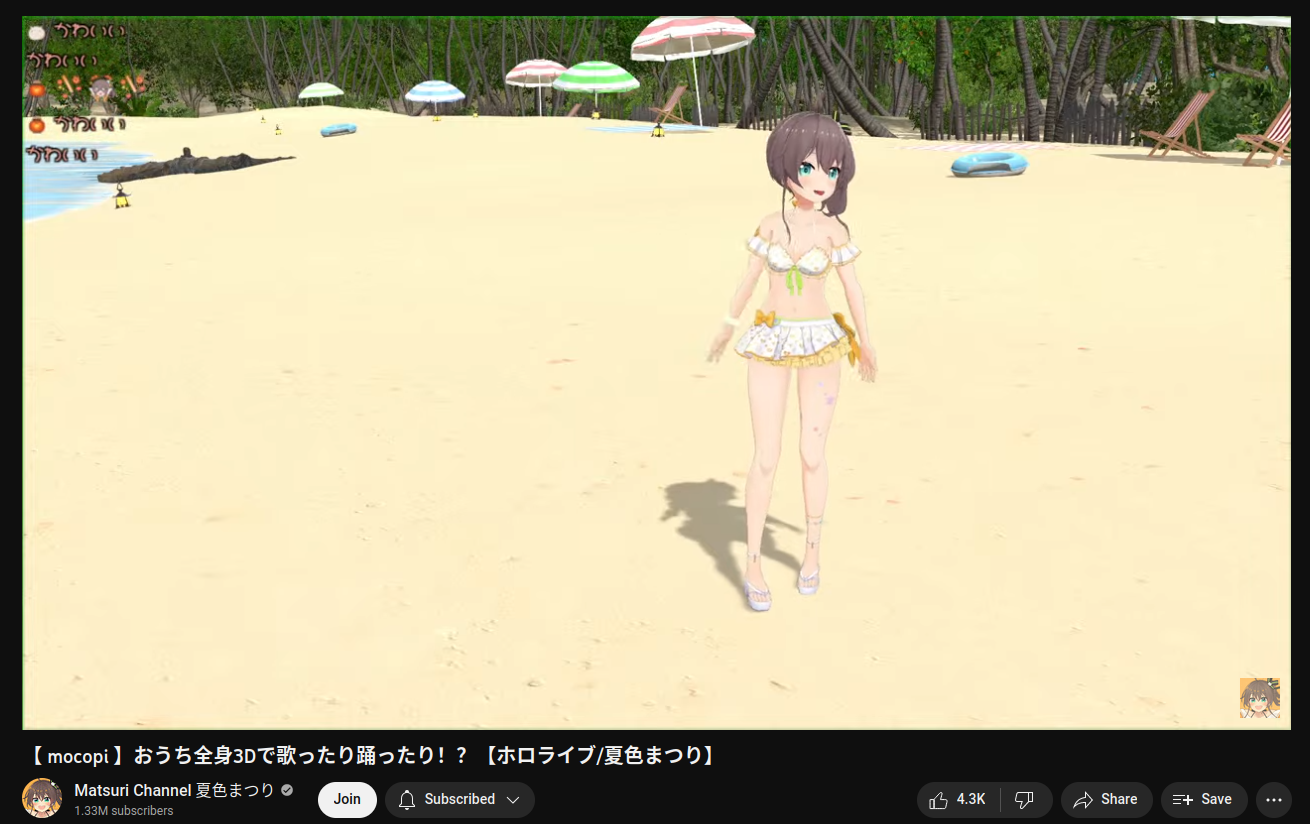 かわいい
かわいい
かわいい
かわいい
【 mocopi 】おうち全身3Dで歌ったり踊ったり！？ 【ホロライブ/夏色まつり】
Matsuri Channel 夏色まつり
1.33M subscribers
Join
Subscribed
4.3K
Share
Save